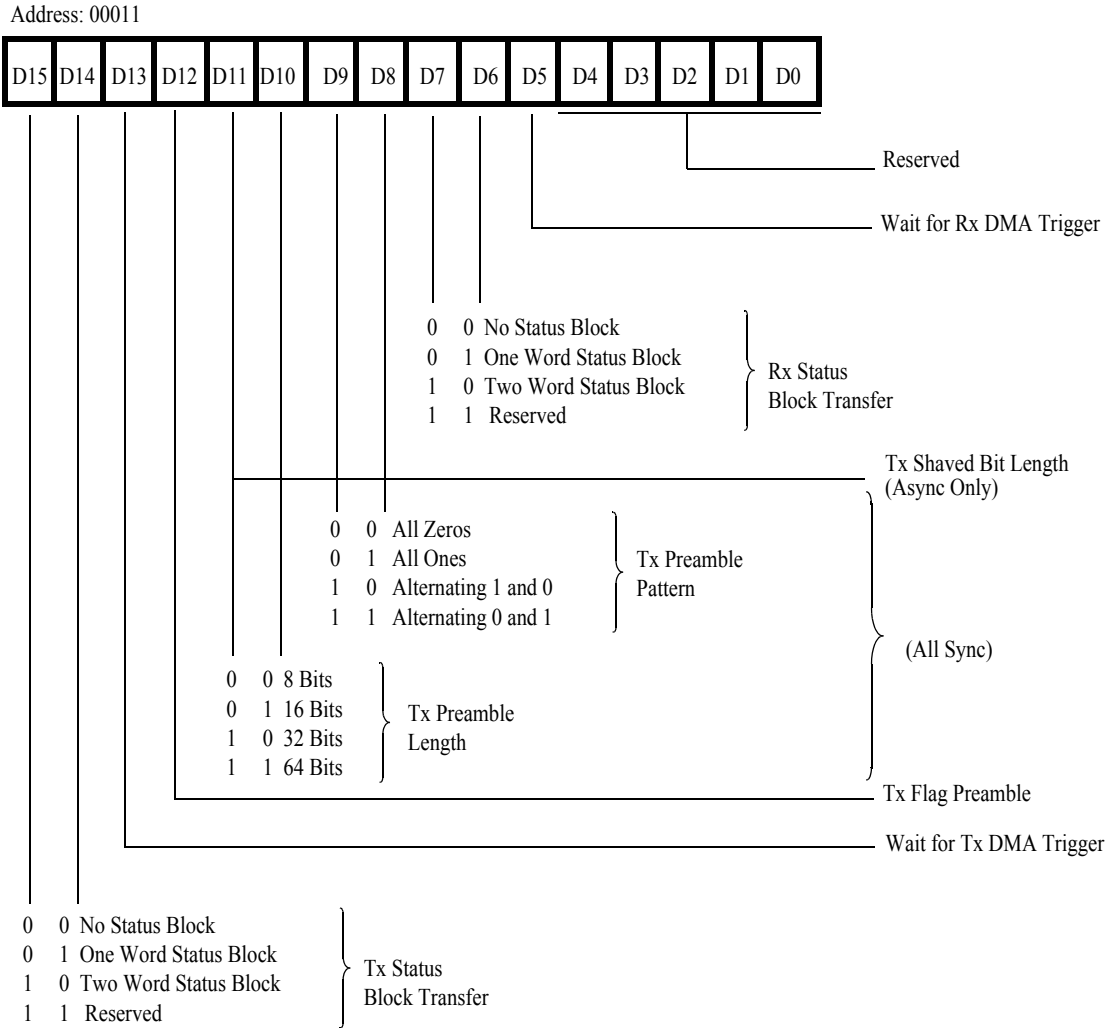 Address: 00011
D15 D14 D13 D12 D11 D10 D9 D8 D7 D6 D5 D4 D3 D2 D1 D0
Reserved
Wait for Rx DMA Trigger
0 0 No Status Block
0 1 One Word Status Block
1 0 Two Word Status Block
1 1 Reserved
Rx Status
Block Transfer
Tx Shaved Bit Length
(Async Only)
0 0 All Zeros
0 1 All Ones
1 0 Alternating 1 and 0
1 1 Alternating 0 and 1
Tx Preamble
Pattern
(All Sync)
0 0 8 Bits
0 1 16 Bits
1 0 32 Bits
1 1 64 Bits
Tx Preamble
Length
Tx Flag Preamble
Wait for Tx DMA Trigger
0 0 No Status Block
0 1 One Word Status Block
1 0 Two Word Status Block
1 1 Reserved
Tx Status
Block Transfer